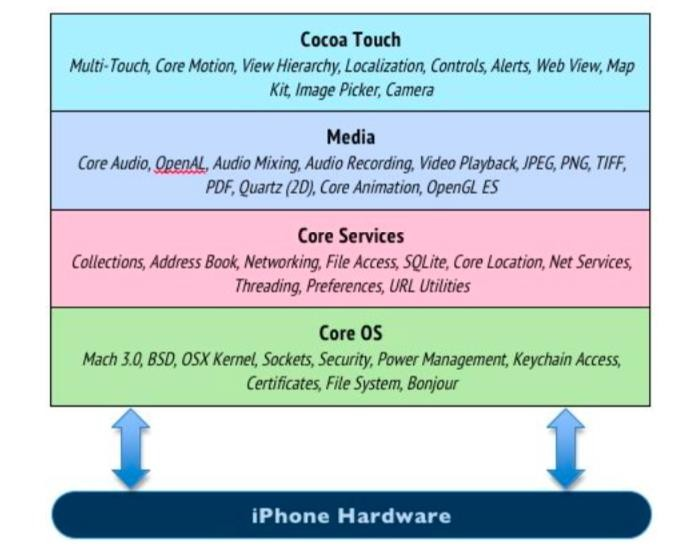 Cocoa Touch
Multi-Touch, Core Motion, View Hierarchy, Localization, Controls, Alerts, Web View, Map
Kit, Image Picker, Camera
Media
Core Audio, OpenAL, Audio Mixing, Audio Recording, Video Playback, JPEG, PNG, TIFF,
PDF, Quartz (2D), Core Animation, OpenGL ES
Core Services
Collections, Address Book, Networking, File Access, SQLite, Core Location, Net Services,
Threading, Preferences, URL Utilities
Core OS
Mach 3.0, BSD, OSX Kernel, Sockets, Security, Power Management, Keychain Access,
Certificates, File System, Bonjour
iPhone Hardware